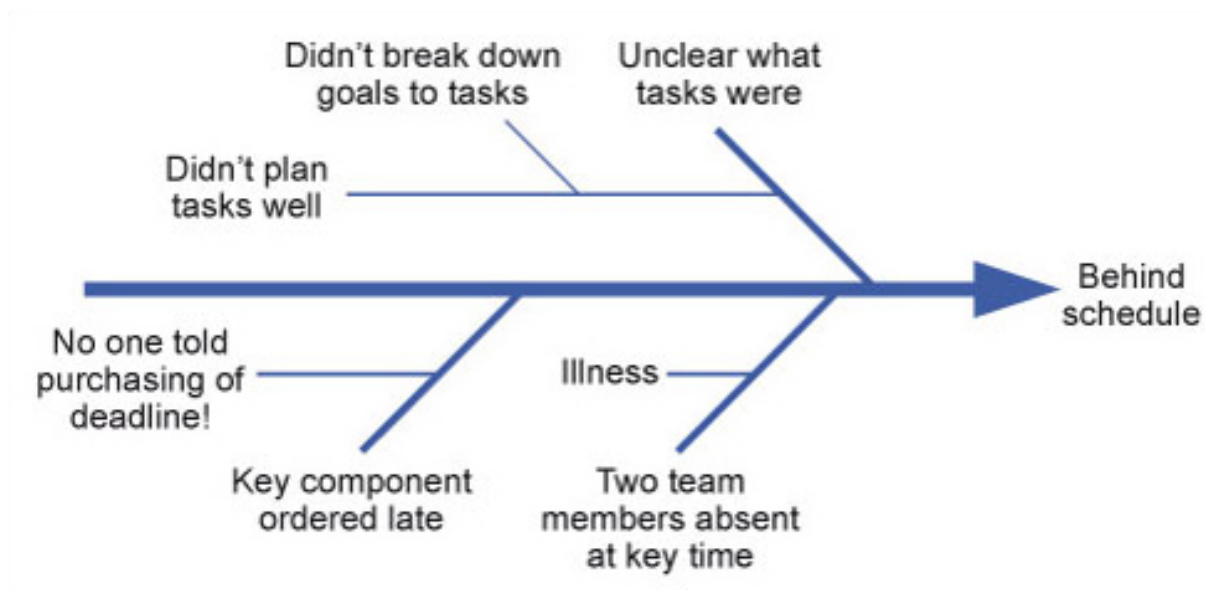 Didn’t break down
goals to tasks
Unclear what
tasks were
Didn’t plan
tasks well
Behind
schedule
No one told
purchasing of
deadline!
Illness
Key component
ordered late
Two team
members absent
at key time